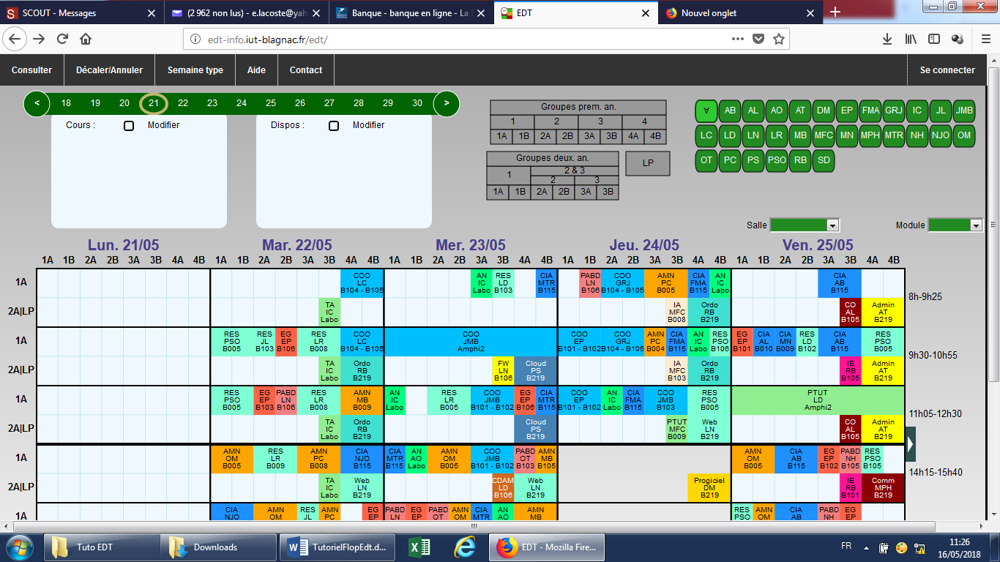 SCOUT - Messages
(2 962 non lus) - e.lacoste@yah
Banque - banque en ligne - La
EDT
Nouvel onglet
edt-info.iut-blagnac.fr/edt/
Consulter Décaler/Annuler Semaine type Aide Contact Se connecter
< 18 19 20 21 22 23 24 25 26 27 28 29 30 >
Cours : Modifier
Dispos : Modifier
Groupes prem. an.
1 2 3 4
1A 1B 2A 2B 3A 3B 4A 4B
Groupes deux. an.
1 2 & 3
2 3
1A 1B 2A 2B 3A 3B
LP
∀ AB AL AO AT DM EP FMA GRJ IC JL JMB
LC LD LN LR MB MFC MN MPH MTR NH NJO OM
OT PC PS PSO RB SD
Salle Module
Lun. 21/05 Mar. 22/05 Mer. 23/05 Jeu. 24/05 Ven. 25/05
1A 1B 2A 2B 3A 3B 4A 4B 1A 1B 2A 2B 3A 3B 4A 4B 1A 1B 2A 2B 3A 3B 4A 4B 1A 1B 2A 2B 3A 3B 4A 4B 1A 1B 2A 2B 3A 3B 4A 4B
COO AN RES CIA PABD COO AMN CIA AN CIA
1A LC IC LD MTR LN GRJ PC FMA IC AB
B104 - B105 Labo B103 B115 B106 B104 - B105 B005 B115 Labo B115
8h-9h25
TA IA Ordo CO Admin
2A|LP IC MFC RB AL AT
Labo B008 B219 B105 B219
RES RES EG RES COO COO COO COO AMN CIA AN RES EG CIA CIA RES CIA RES
1A PSO JL EP LR LC JMB EP GRJ PC FMA IC PSO EP AL MN LD AB PSO
B005 B103 B106 B008 B104 - B105 Amphi2 B101 - B102 B104 - B105 B004 B115 Labo B106 B101 B010 B009 B102 B115 B005
9h30-10h55
TA Ordo FW Cloud IA Ordo IE Admin
2A|LP IC RB LN PS MFC RB RB AT
Labo B219 B106 B219 B103 B219 B105 B219
RES EG PABD RES AMN AN RES COO EG CIA COO AN CIA COO RES PTUT
1A PSO EP LN LR MB IC LR JMB EP MTR EP IC FMA JMB PSO LD
B005 B103 B106 B008 B009 Labo B005 B101 - B102 B106 B115 B101 - B102 Labo B115 B103 B005 Amphi2
11h05-12h30
TA Ordo Cloud PTUT Web CO Admin
2A|LP IC RB PS MFC LN AL AT
Labo B219 B219 B009 B219 B105 B219
AMN RES AMN CIA CIA AN AMN COO PABD AMN AMN CIA EG PABD RES
1A OM LR PC NJO MTR AO OM JMB OT MB OM AB EP NH PSO
B005 B009 B008 B115 B115 Labo B005 B101 - B102 B103 B105 B005 B115 B102 B105 B105
14h15-15h40
TA Web CDAM Web Progiciel IE Comm
2A|LP IC LN LD LN DM RB MPH
Labo B219 B106 B219 B219 B101 B219
CIA AMN RES AMN EG PABD EG PABD AMN CIA AN AMN RES AMN CIA PABD EG
1A NJO OM JL PC EP LN EP OT OM MTR AO MB PSO OM AB NH EP
Tuto EDT
Downloads
TutorielFlopEdt.d...
EDT - Mozilla Fire...
FR
11:26
16/05/2018